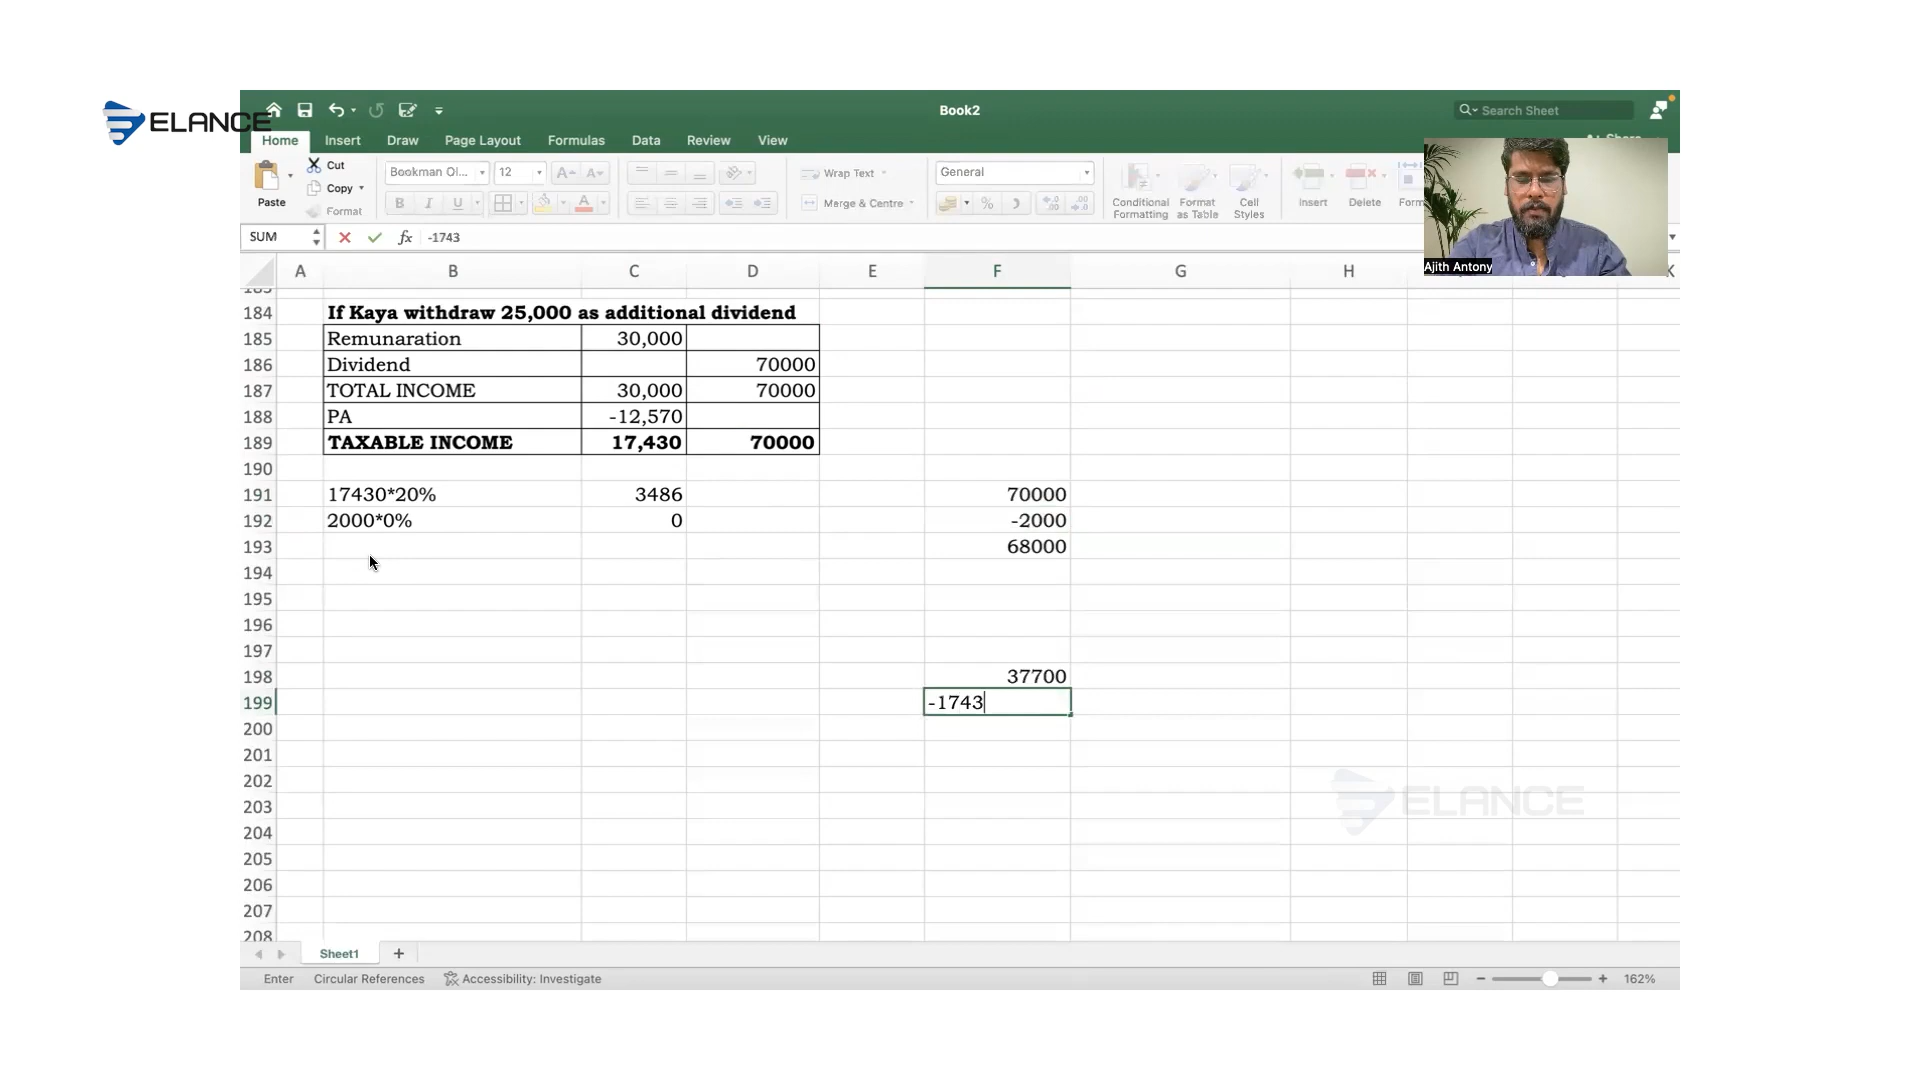 ELANCE
Book2
Search Sheet
Home Insert Draw Page Layout Formulas Data Review View
Paste
Cut
Copy
Format
Bookman Ol... 12
B I U
Wrap Text
Merge & Centre
General
Conditional Formatting
Format as Table
Cell Styles
Insert
Delete
Ajith Antony
SUM fx -1743
A B C D E F G H K
184 If Kaya withdraw 25,000 as additional dividend
185 Remunaration 30,000
186 Dividend 70000
187 TOTAL INCOME 30,000 70000
188 PA -12,570
189 TAXABLE INCOME 17,430 70000
190
191 17430*20% 3486 70000
192 2000*0% 0 -2000
193 68000
194
195
196
197
198 37700
199 -1743
200
201
202
203
204
205
206
207
208
ELANCE
Sheet1 +
Enter Circular References Accessibility: Investigate 162%